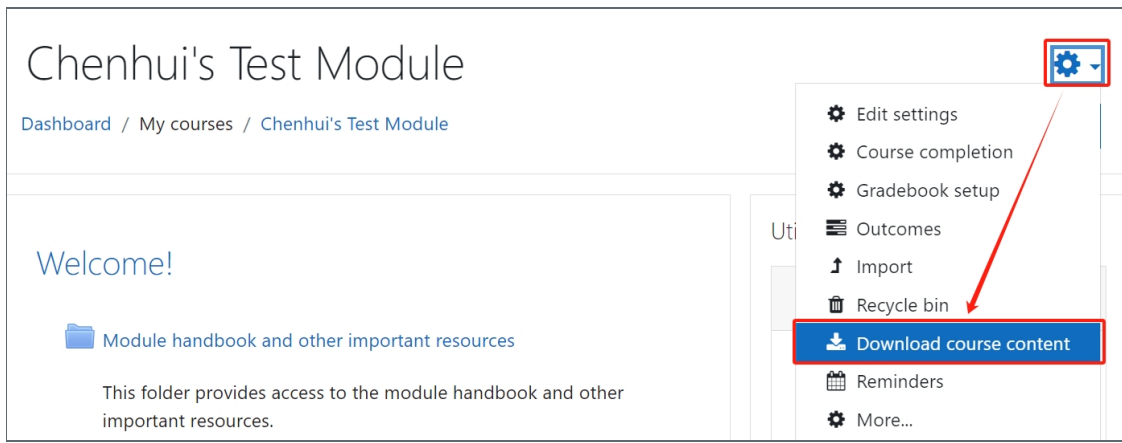 Chenhui's Test Module
Dashboard / My courses / Chenhui's Test Module
Edit settings
Course completion
Gradebook setup
Outcomes
Import
Recycle bin
Download course content
Reminders
More...
Uti
Welcome!
Module handbook and other important resources
This folder provides access to the module handbook and other
important resources.